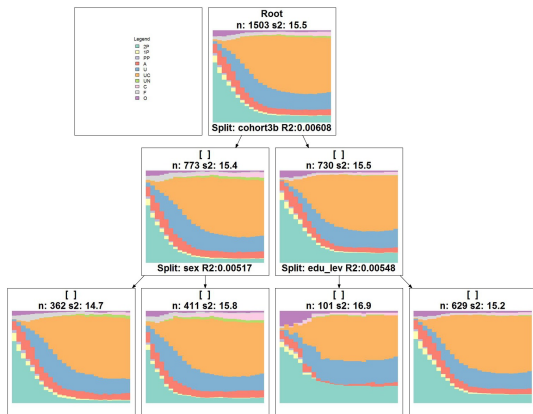 Root
n: 1503 s2: 15.5
Legend
2P
1P
PP
A
U
UC
UN
C
F
O
Split: cohort3b R2:0.00608
[ ]
n: 773 s2: 15.4
[ ]
n: 730 s2: 15.5
Split: sex R2:0.00517
Split: edu_lev R2:0.00548
[ ]
n: 362 s2: 14.7
[ ]
n: 411 s2: 15.8
[ ]
n: 101 s2: 16.9
[ ]
n: 629 s2: 15.2